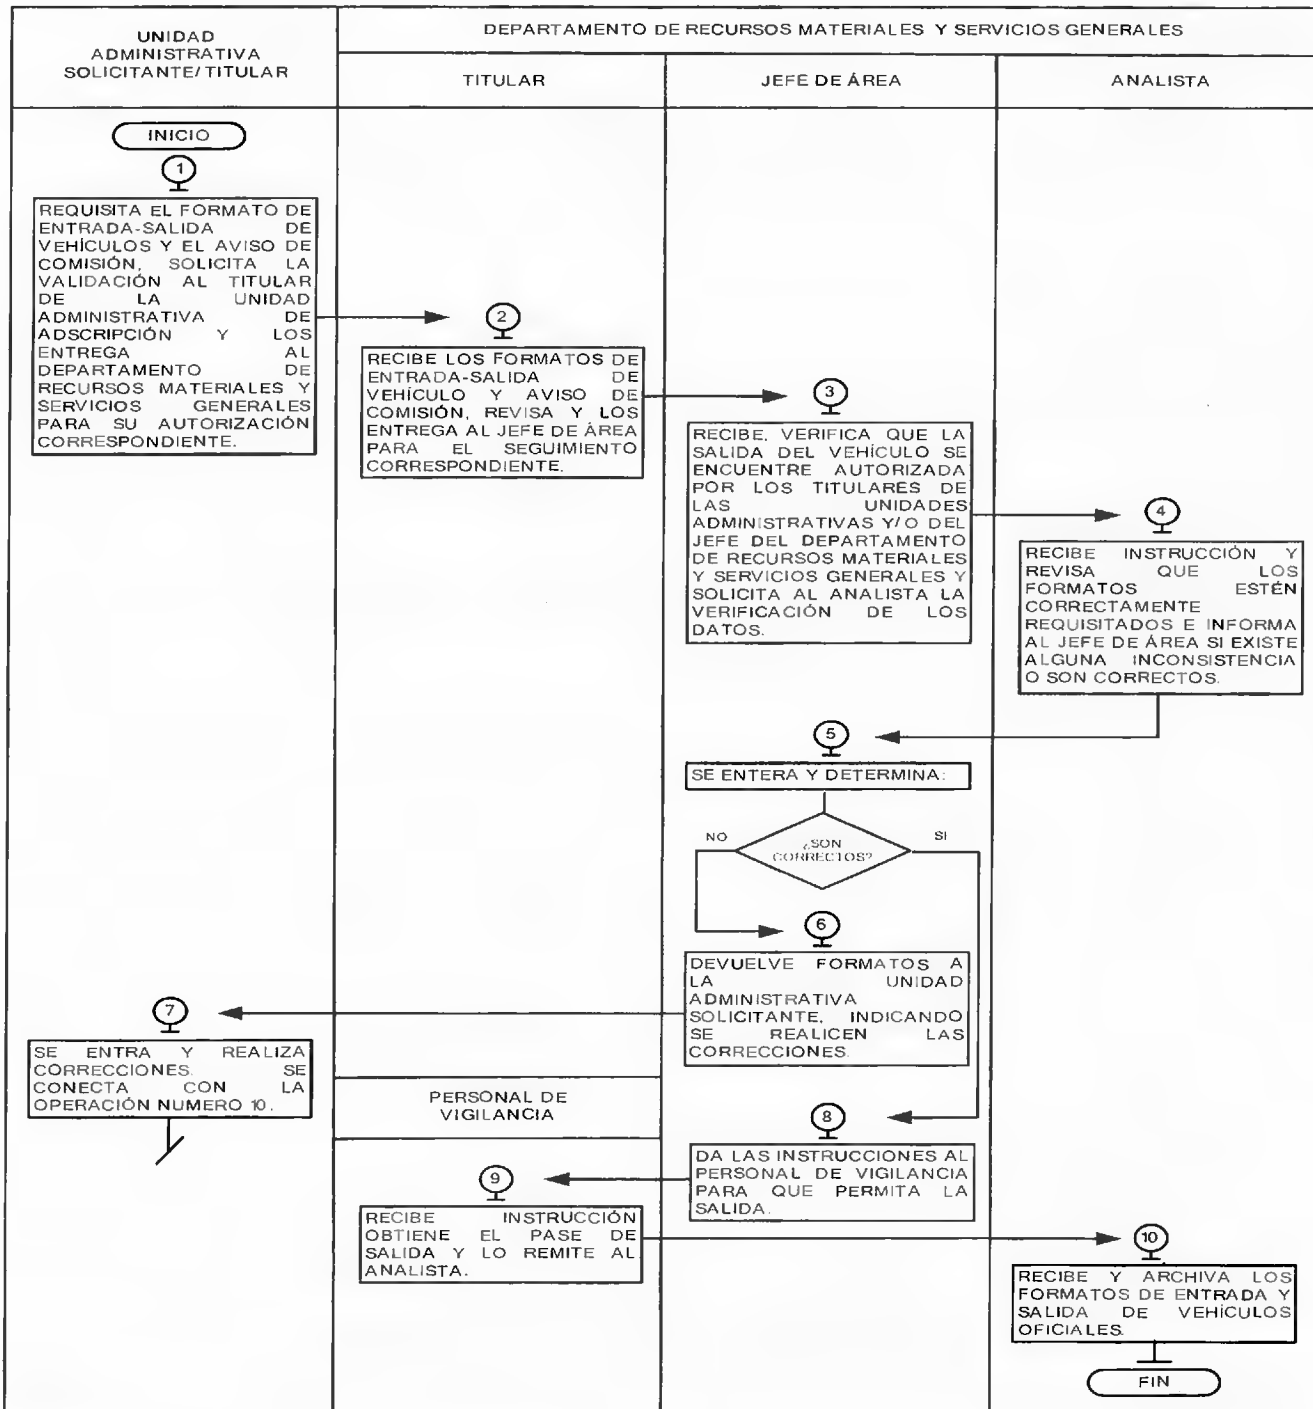 UNIDAD
ADMINISTRATIVA
SOLICITANTE/TITULAR
DEPARTAMENTO DE RECURSOS MATERIALES Y SERVICIOS GENERALES
TITULAR
JEFE DE ÁREA
ANALISTA
INICIO
1
REQUISITA EL FORMATO DE
ENTRADA-SALIDA DE
VEHÍCULOS Y EL AVISO DE
COMISIÓN, SOLICITA LA
VALIDACIÓN AL TITULAR
DE LA UNIDAD
ADMINISTRATIVA DE
ADSCRIPCIÓN Y LOS
ENTREGA AL
DEPARTAMENTO DE
RECURSOS MATERIALES Y
SERVICIOS GENERALES
PARA SU AUTORIZACIÓN
CORRESPONDIENTE.
2
RECIBE LOS FORMATOS DE
ENTRADA-SALIDA DE
VEHÍCULO Y AVISO DE
COMISIÓN, REVISA Y LOS
ENTREGA AL JEFE DE ÁREA
PARA EL SEGUIMIENTO
CORRESPONDIENTE.
3
RECIBE, VERIFICA QUE LA
SALIDA DEL VEHÍCULO SE
ENCUENTRE AUTORIZADA
POR LOS TITULARES DE
LAS UNIDADES
ADMINISTRATIVAS Y/O DEL
JEFE DEL DEPARTAMENTO
DE RECURSOS MATERIALES
Y SERVICIOS GENERALES Y
SOLICITA AL ANALISTA LA
VERIFICACIÓN DE LOS
DATOS.
4
RECIBE INSTRUCCIÓN Y
REVISA QUE LOS
FORMATOS ESTÉN
CORRECTAMENTE
REQUISITADOS E INFORMA
AL JEFE DE ÁREA SI EXISTE
ALGUNA INCONSISTENCIA
O SON CORRECTOS.
5
SE ENTERA Y DETERMINA:
NO
¿SON
CORRECTOS?
SI
6
DEVUELVE FORMATOS A
LA UNIDAD
ADMINISTRATIVA
SOLICITANTE, INDICANDO
SE REALICEN LAS
CORRECCIONES.
7
SE ENTRA Y REALIZA
CORRECCIONES. SE
CONECTA CON LA
OPERACIÓN NUMERO 10.
PERSONAL DE
VIGILANCIA
8
DA LAS INSTRUCCIONES AL
PERSONAL DE VIGILANCIA
PARA QUE PERMITA LA
SALIDA.
9
RECIBE INSTRUCCIÓN
OBTIENE EL PASE DE
SALIDA Y LO REMITE AL
ANALISTA.
10
RECIBE Y ARCHIVA LOS
FORMATOS DE ENTRADA Y
SALIDA DE VEHÍCULOS
OFICIALES.
FIN